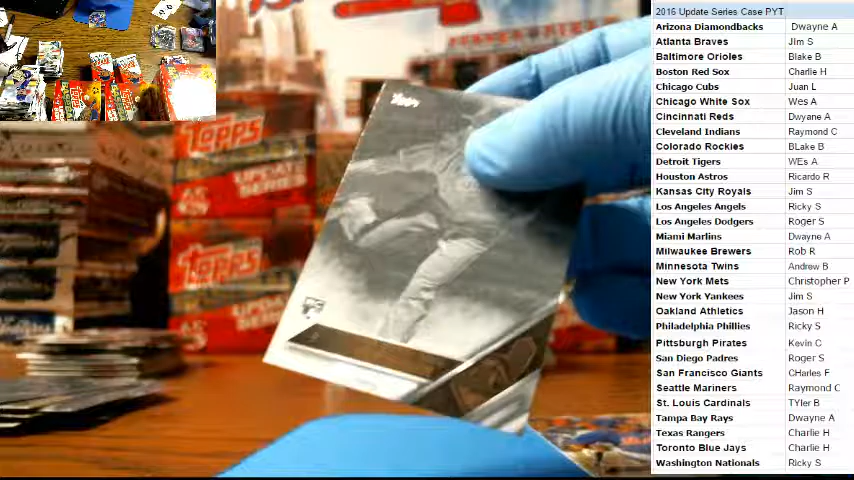 2016 Update Series Case PYT
Arizona Diamondbacks Dwayne A
Atlanta Braves Jim S
Baltimore Orioles Blake B
Boston Red Sox Charlie H
Chicago Cubs Juan L
Chicago White Sox Wes A
Cincinnati Reds Dwyane A
Cleveland Indians Raymond C
Colorado Rockies BLake B
Detroit Tigers WEs A
Houston Astros Ricardo R
Kansas City Royals Jim S
Los Angeles Angels Ricky S
Los Angeles Dodgers Roger S
Miami Marlins Dwayne A
Milwaukee Brewers Rob R
Minnesota Twins Andrew B
New York Mets Christopher P
New York Yankees Jim S
Oakland Athletics Jason H
Philadelphia Phillies Ricky S
Pittsburgh Pirates Kevin C
San Diego Padres Roger S
San Francisco Giants CHarles F
Seattle Mariners Raymond C
St. Louis Cardinals TYler B
Tampa Bay Rays Dwayne A
Texas Rangers Charlie H
Toronto Blue Jays Charlie H
Washington Nationals Ricky S
Topps
Topps
UPDATE
SERIES
Topps